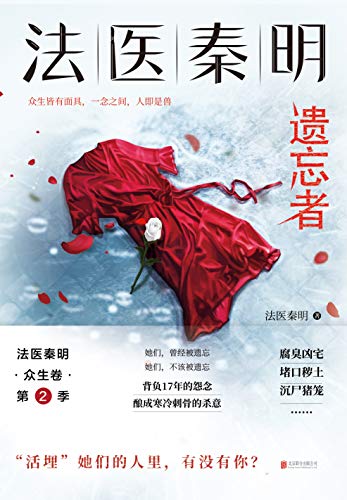 法医秦明
众生皆有面具，一念之间，人即是兽
遗忘者
法医秦明 著
法医秦明
·众生卷·
第2季
她们，曾经被遗忘
她们，不该被遗忘
背负17年的怨念
酿成寒冷刺骨的杀意
腐臭凶宅
堵口秽土
沉尸猪笼
……
“活埋”她们的人里，有没有你？